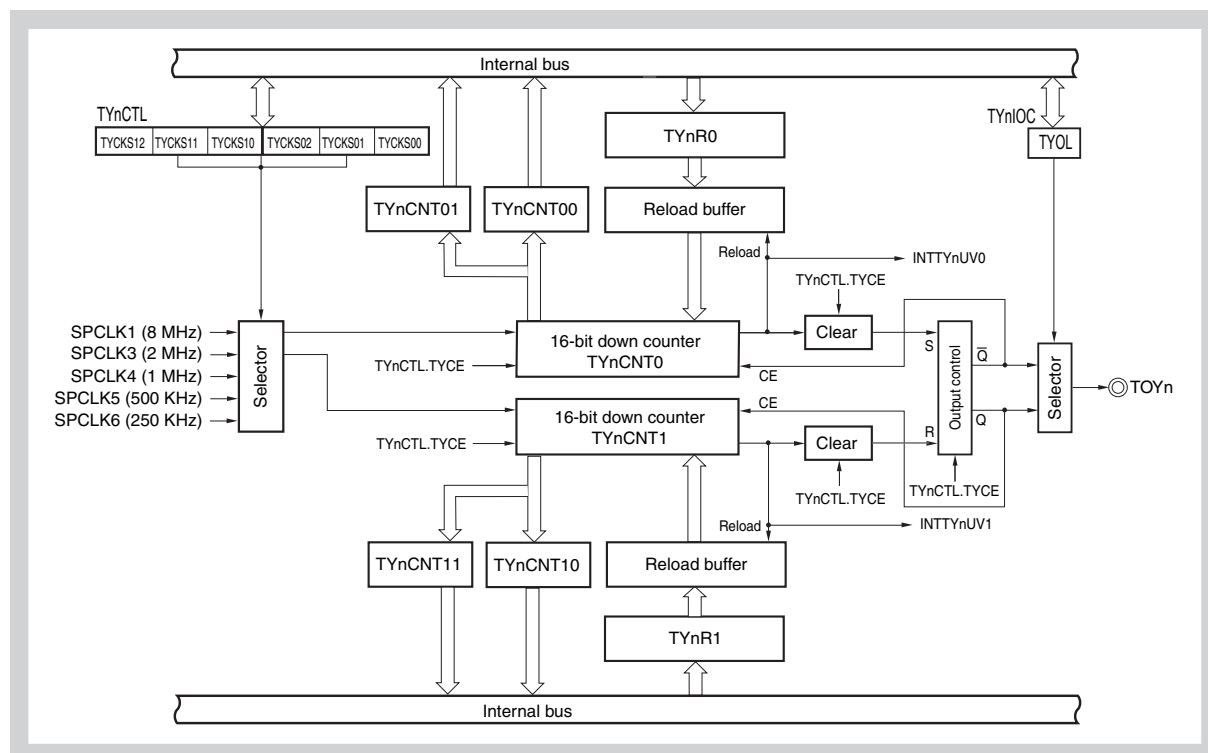 Internal bus
TYnCTL
TYCKS12 TYCKS11 TYCKS10 TYCKS02 TYCKS01 TYCKS00
TYnR0
TYnIOC
TYOL
TYnCNT01
TYnCNT00
Reload buffer
Reload
INTTYnUV0
TYnCTL.TYCE
SPCLK1 (8 MHz)
SPCLK3 (2 MHz)
SPCLK4 (1 MHz)
SPCLK5 (500 KHz)
SPCLK6 (250 KHz)
Selector
16-bit down counter
TYnCNT0
TYnCTL.TYCE
CE
Clear
S
Output control
Q̅
Selector
TOYn
16-bit down counter
TYnCNT1
TYnCTL.TYCE
CE
Clear
R
Q
TYnCTL.TYCE
TYnCTL.TYCE
Reload
INTTYnUV1
TYnCNT11
TYnCNT10
Reload buffer
TYnR1
Internal bus